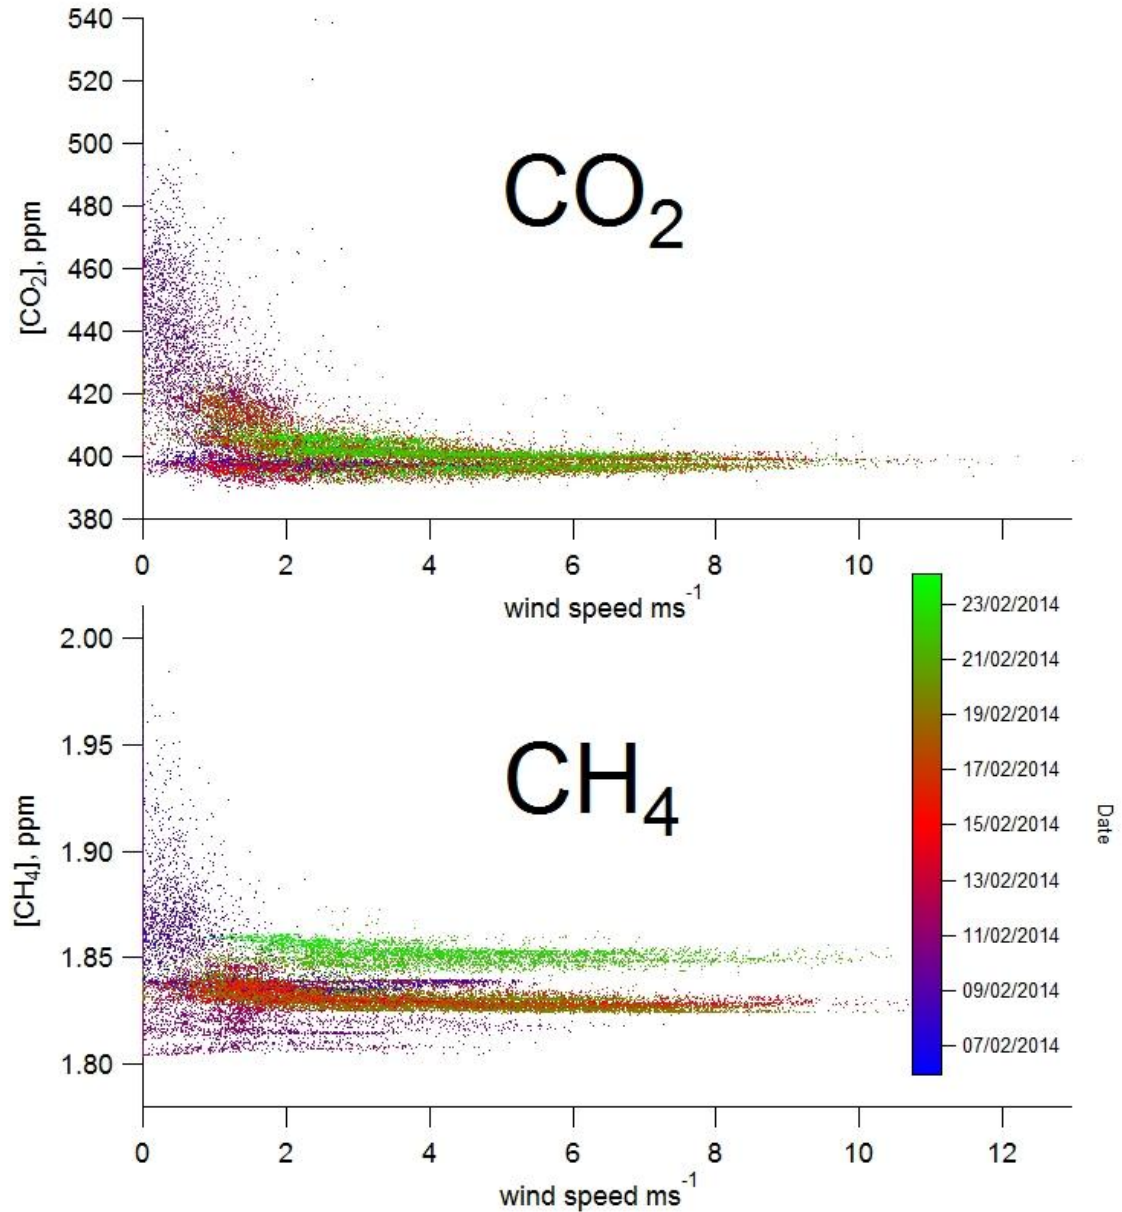 540
520
500
480
460
440
420
400
380
[CO₂], ppm
CO₂
0 2 4 6 8 10 12
wind speed ms⁻¹
2.00
1.95
1.90
1.85
1.80
[CH₄], ppm
CH₄
0 2 4 6 8 10 12
wind speed ms⁻¹
23/02/2014
21/02/2014
19/02/2014
17/02/2014
15/02/2014
13/02/2014
11/02/2014
09/02/2014
07/02/2014
Date